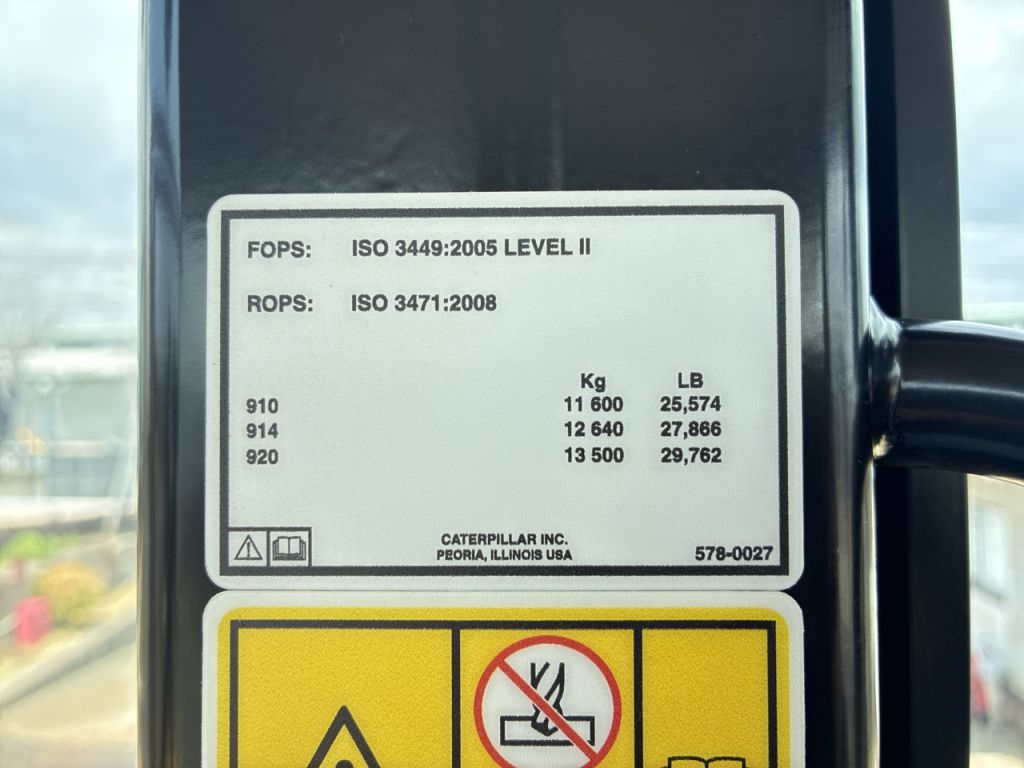 FOPS: ISO 3449:2005 LEVEL II
ROPS: ISO 3471:2008
Kg LB
910 11 600 25,574
914 12 640 27,866
920 13 500 29,762
CATERPILLAR INC.
PEORIA, ILLINOIS USA
578-0027